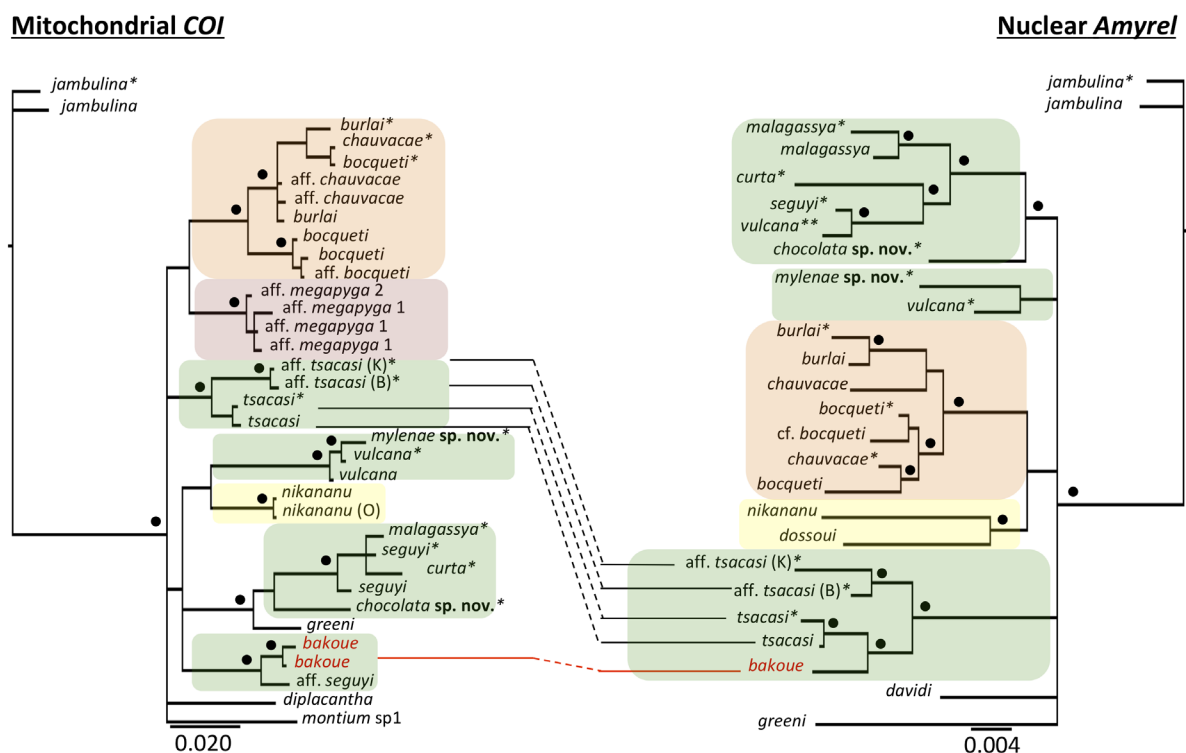 Mitochondrial COI
jambulina*
jambulina
burlai*
chauvacae*
bocqueti*
aff. chauvacae
aff. chauvacae
burlai
bocqueti
bocqueti
aff. bocqueti
aff. megapyga 2
aff. megapyga 1
aff. megapyga 1
aff. megapyga 1
aff. tsacasi (K)*
aff. tsacasi (B)*
tsacasi*
tsacasi
mylenae sp. nov.*
vulcana*
vulcana
nikananu
nikananu (O)
malagassya*
seguyi*
curta*
seguyi
chocolata sp. nov.*
greeni
bakoue
bakoue
aff. seguyi
diplacantha
montium sp1
0.020
Nuclear Amyrel
jambulina*
jambulina
malagassya*
malagassya
curta*
seguyi*
vulcana**
chocolata sp. nov.*
mylenae sp. nov.*
vulcana*
burlai*
burlai
chauvacae
bocqueti*
cf. bocqueti
chauvacae*
bocqueti
nikananu
dossoui
aff. tsacasi (K)*
aff. tsacasi (B)*
tsacasi*
tsacasi
bakoue
davidi
greeni
0.004